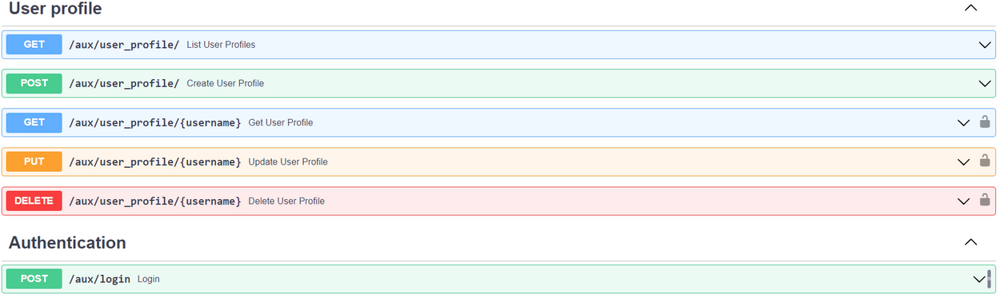 User profile
GET /aux/user_profile/ List User Profiles
POST /aux/user_profile/ Create User Profile
GET /aux/user_profile/{username} Get User Profile
PUT /aux/user_profile/{username} Update User Profile
DELETE /aux/user_profile/{username} Delete User Profile
Authentication
POST /aux/login Login